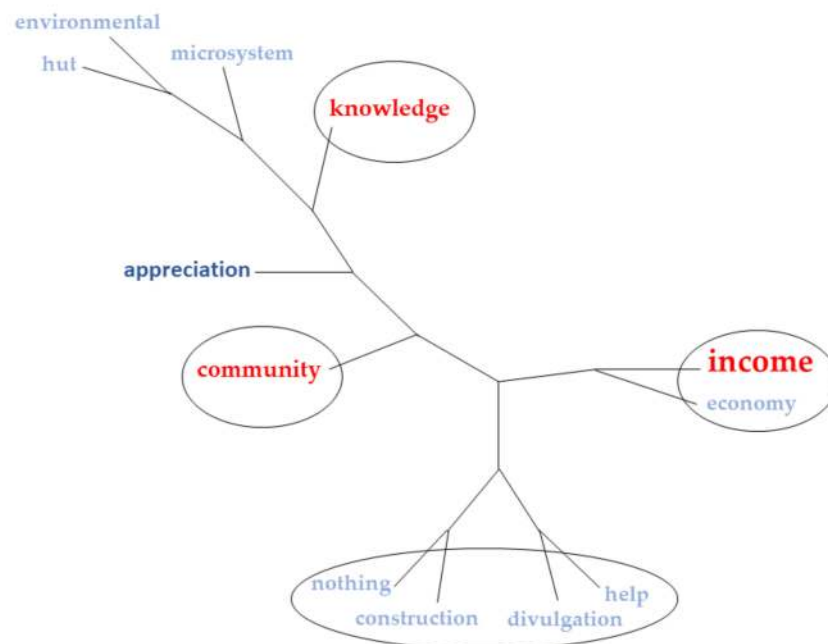 environmental
hut
microsystem
knowledge
appreciation
community
income
economy
nothing
help
construction
divulgation